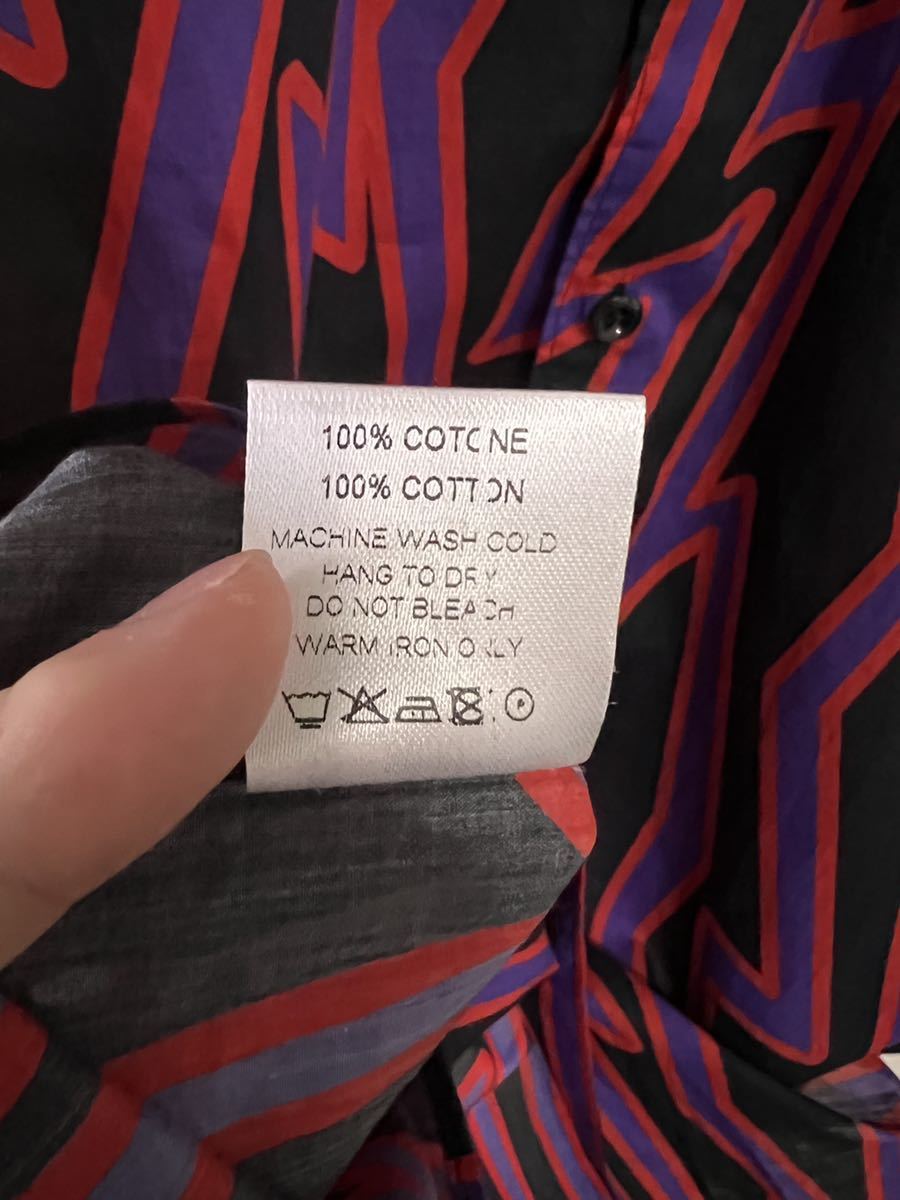 100% COTONE
100% COTTON
MACHINE WASH COLD
HANG TO DRY
DO NOT BLEACH
WARM IRON ONLY
P